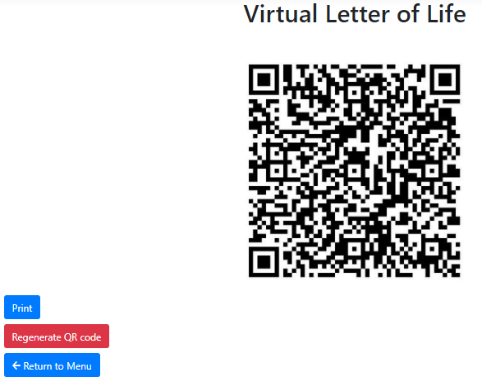 Virtual Letter of Life
Print
Regenerate QR code
← Return to Menu